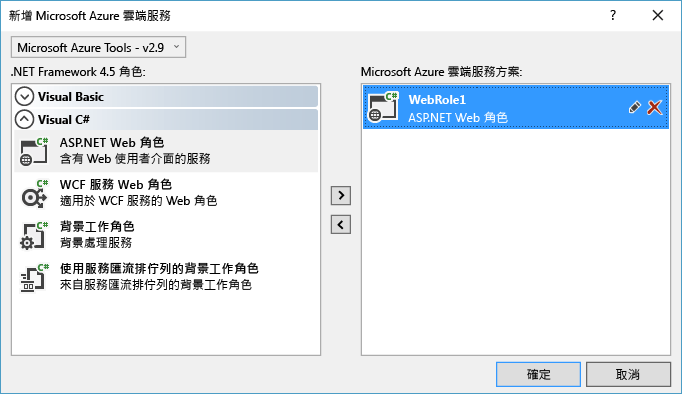 新增 Microsoft Azure 雲端服務
Microsoft Azure Tools - v2.9
.NET Framework 4.5 角色:
Visual Basic
Visual C#
C#
ASP.NET Web 角色
含有 Web 使用者介面的服務
C#
WCF 服務 Web 角色
適用於 WCF 服務的 Web 角色
C#
背景工作角色
背景處理服務
C#
使用服務匯流排佇列的背景工作角色
來自服務匯流排佇列的背景工作角色
Microsoft Azure 雲端服務方案:
C#
WebRole1
ASP.NET Web 角色
確定
取消